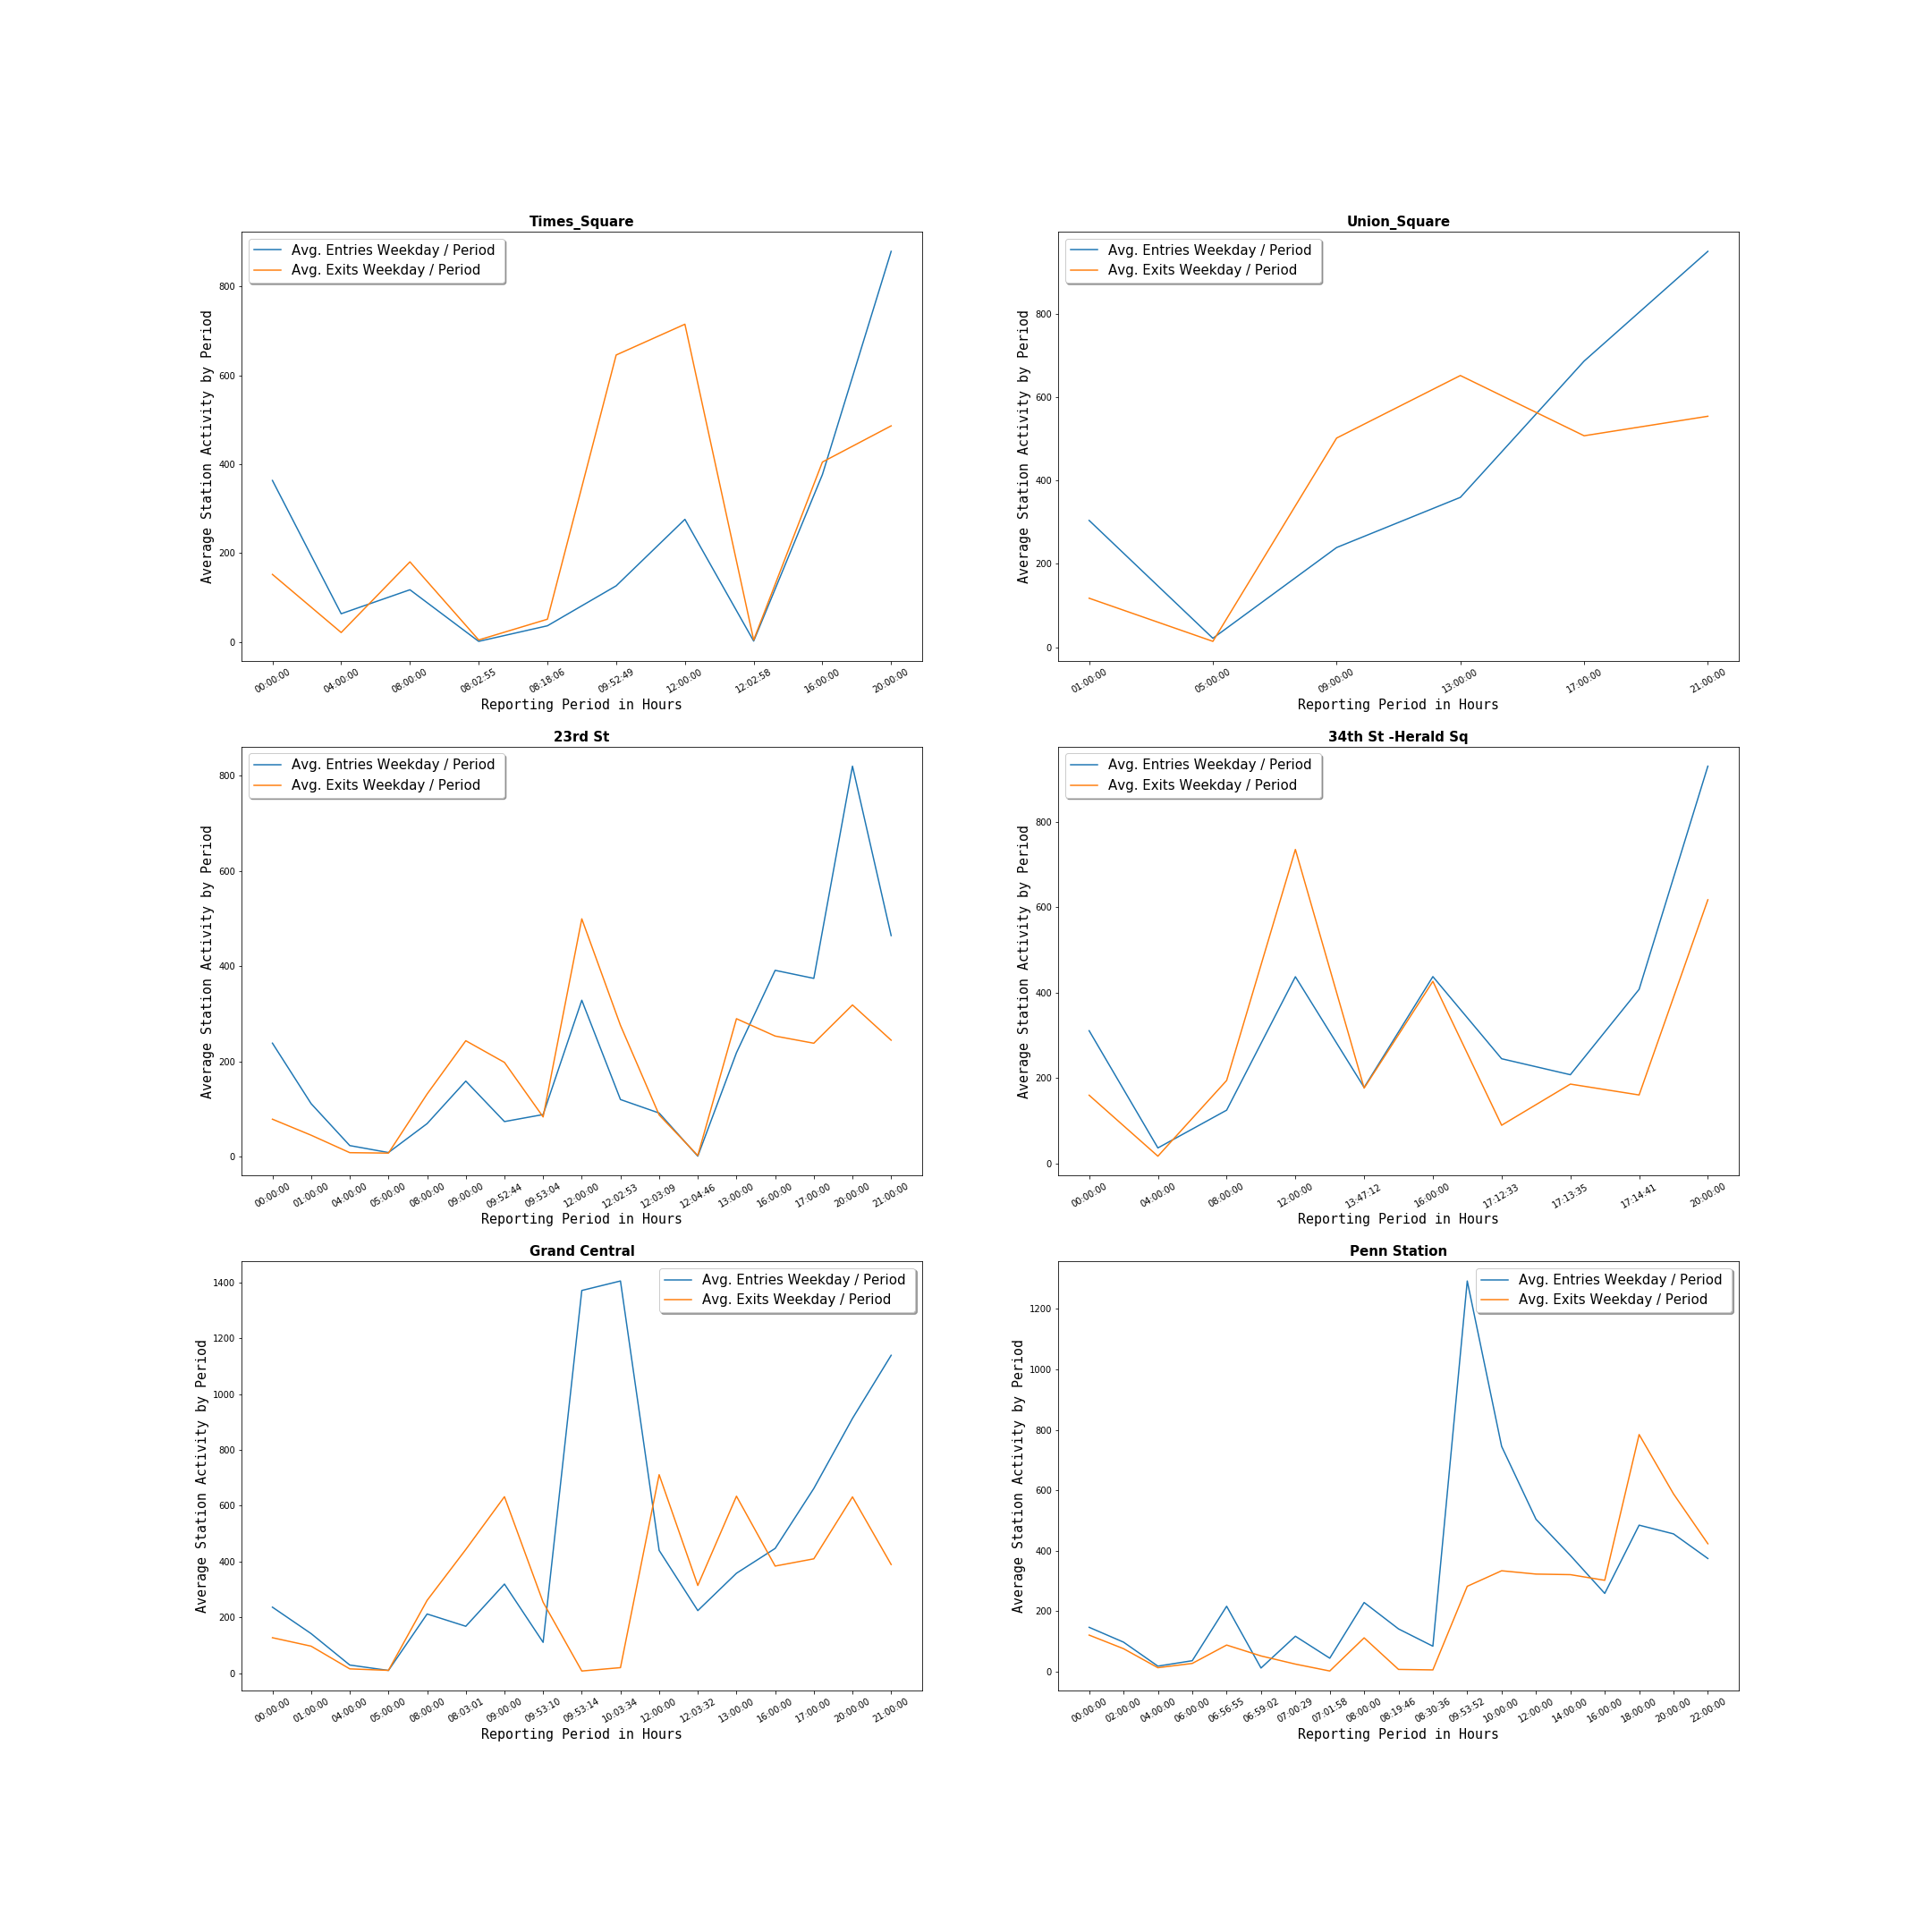 Times_Square
Avg. Entries Weekday / Period
Avg. Exits Weekday / Period
Average Station Activity by Period
800
600
400
200
0
00:00:00 04:00:00 08:00:00 08:02:55 08:18:06 09:52:49 12:00:00 12:02:58 16:00:00 20:00:00
Reporting Period in Hours
Union_Square
Avg. Entries Weekday / Period
Avg. Exits Weekday / Period
Average Station Activity by Period
800
600
400
200
0
01:00:00 05:00:00 09:00:00 13:00:00 17:00:00 21:00:00
Reporting Period in Hours
23rd St
Avg. Entries Weekday / Period
Avg. Exits Weekday / Period
Average Station Activity by Period
800
600
400
200
0
00:00:00 01:00:00 04:00:00 05:00:00 08:00:00 09:00:00 09:52:44 09:53:04 12:00:00 12:02:53 12:03:09 12:04:46 13:00:00 16:00:00 17:00:00 20:00:00 21:00:00
Reporting Period in Hours
34th St -Herald Sq
Avg. Entries Weekday / Period
Avg. Exits Weekday / Period
Average Station Activity by Period
800
600
400
200
0
00:00:00 04:00:00 08:00:00 12:00:00 13:47:12 16:00:00 17:12:33 17:13:35 17:14:41 20:00:00
Reporting Period in Hours
Grand Central
Avg. Entries Weekday / Period
Avg. Exits Weekday / Period
Average Station Activity by Period
1400
1200
1000
800
600
400
200
0
00:00:00 01:00:00 04:00:00 05:00:00 08:00:00 08:03:01 09:00:00 09:53:10 09:53:14 10:03:34 12:00:00 12:03:32 13:00:00 16:00:00 17:00:00 20:00:00 21:00:00
Reporting Period in Hours
Penn Station
Avg. Entries Weekday / Period
Avg. Exits Weekday / Period
Average Station Activity by Period
1200
1000
800
600
400
200
0
00:00:00 02:00:00 04:00:00 06:00:00 06:56:55 06:59:02 07:00:29 07:01:58 08:00:00 08:19:46 08:30:36 09:53:52 10:00:00 12:00:00 14:00:00 16:00:00 18:00:00 20:00:00 22:00:00
Reporting Period in Hours